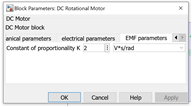 Block Parameters: DC Rotational Motor
DC Motor
DC Motor block
anical parameters electrical parameters EMF parameters
Constant of proportionality K 2 V*s/rad
OK Cancel Help Apply